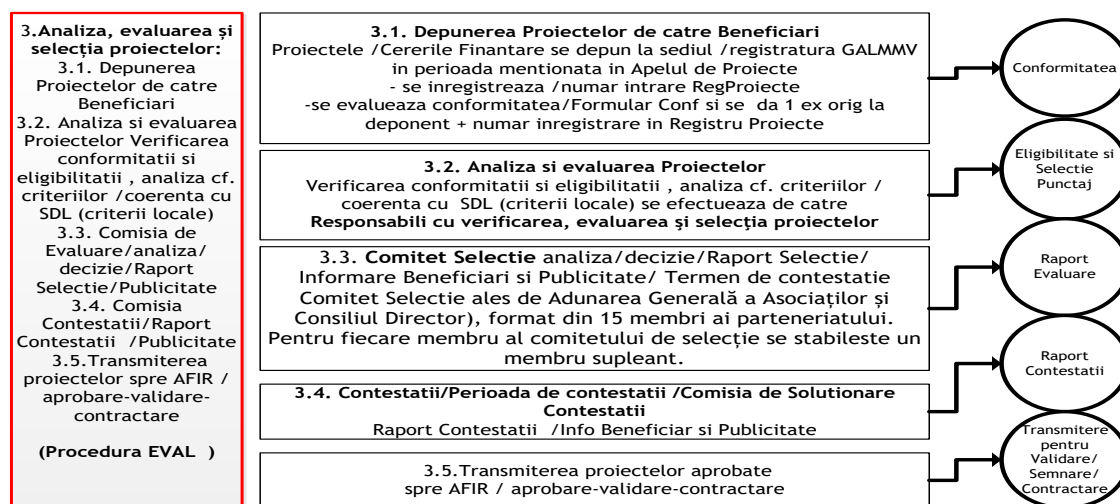 3.Analiza, evaluarea și
selecția proiectelor:
3.1. Depunerea
Proiectelor de catre
Beneficiari
3.2. Analiza si evaluarea
Proiectelor Verificarea
conformitatii si
eligibilitatii , analiza cf.
criteriilor /coerenta cu
SDL (criterii locale)
3.3. Comisia de
Evaluare/analiza/
decizie/Raport
Selectie/Publicitate
3.4. Comisia
Contestatii/Raport
Contestatii /Publicitate
3.5.Transmiterea
proiectelor spre AFIR /
aprobare-validare-
contractare
(Procedura EVAL )
3.1. Depunerea Proiectelor de catre Beneficiari
Proiectele /Cererile Finantare se depun la sediul /registratura GALMMV
in perioada mentionata in Apelul de Proiecte
- se inregistreaza /numar intrare RegProiecte
-se evalueaza conformitatea/Formular Conf si se da 1 ex orig la
deponent + numar inregistrare in Registru Proiecte
Conformitatea
3.2. Analiza si evaluarea Proiectelor
Verificarea conformitatii si eligibilitatii , analiza cf. criteriilor /
coerenta cu SDL (criterii locale) se efectueaza de catre
Responsabili cu verificarea, evaluarea şi selecţia proiectelor
Eligibilitate si
Selectie
Punctaj
3.3. Comitet Selectie analiza/decizie/Raport Selectie/
Informare Beneficiari si Publicitate/ Termen de contestatie
Comitet Selectie ales de Adunarea Generală a Asociaților și
Consiliul Director), format din 15 membri ai parteneriatului.
Pentru fiecare membru al comitetului de selecție se stabileste un
membru supleant.
Raport
Evaluare
3.4. Contestatii/Perioada de contestatii /Comisia de Solutionare
Contestatii
Raport Contestatii /Info Beneficiar si Publicitate
Raport
Contestatii
3.5.Transmiterea proiectelor aprobate
spre AFIR / aprobare-validare-contractare
Transmitere
pentru
Validare/
Semnare/
Contractare